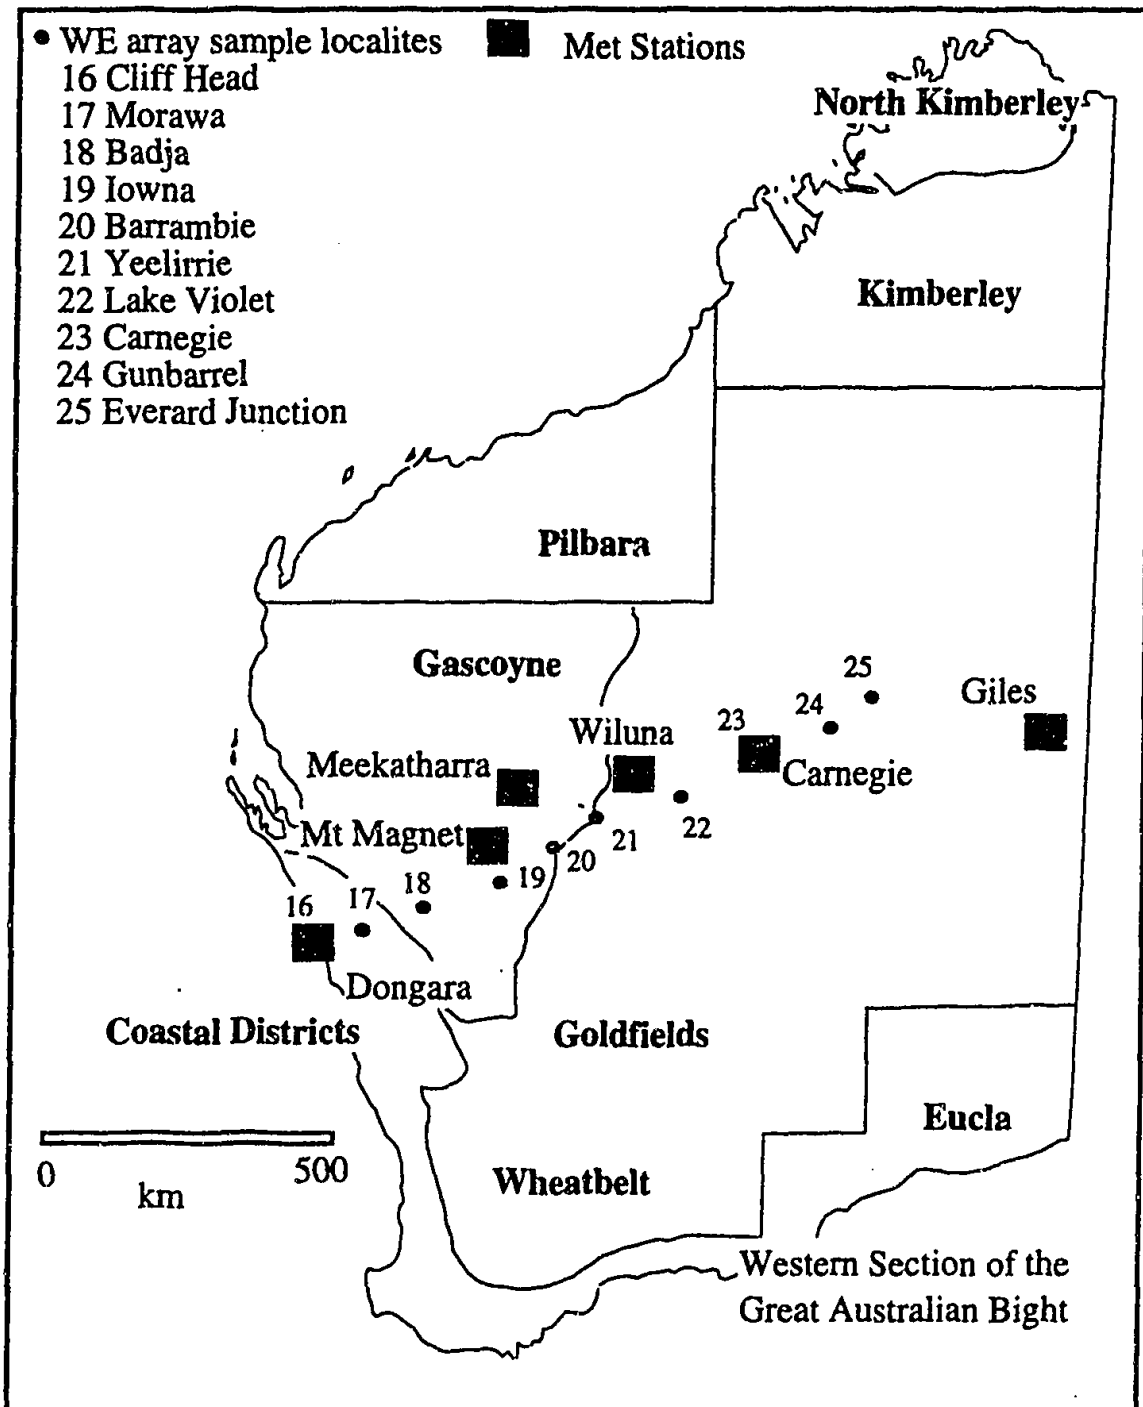 WE array sample localites
Met Stations
16 Cliff Head
17 Morawa
18 Badja
19 Iowna
20 Barrambie
21 Yeelirrie
22 Lake Violet
23 Carnegie
24 Gunbarrel
25 Everard Junction
North Kimberley
Kimberley
Pilbara
Gascoyne
25
Giles
24
23
Wiluna
Meekatharra
Carnegie
Mt Magnet
22
21
20
19
18
17
16
Dongara
Coastal Districts
Goldfields
Eucla
0
500
km
Wheatbelt
Western Section of the
Great Australian Bight